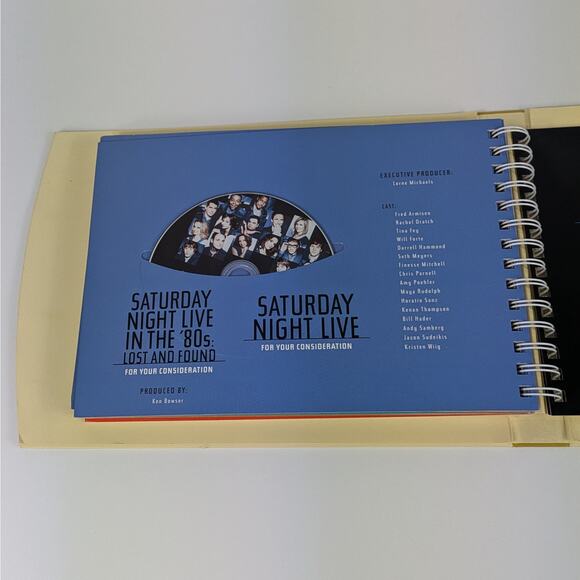 SATURDAY
NIGHT LIVE
IN THE '80s:
LOST AND FOUND
FOR YOUR CONSIDERATION
PRODUCED BY:
Ken Bowser
SATURDAY
NIGHT LIVE
FOR YOUR CONSIDERATION
EXECUTIVE PRODUCER:
Lorne Michaels
CAST:
Fred Armisen
Rachel Dratch
Tina Fey
Will Forte
Darrell Hammond
Seth Meyers
Finesse Mitchell
Chris Parnell
Amy Poehler
Maya Rudolph
Horatio Sanz
Kenan Thompson
Bill Hader
Andy Samberg
Jason Sudeikis
Kristen Wiig